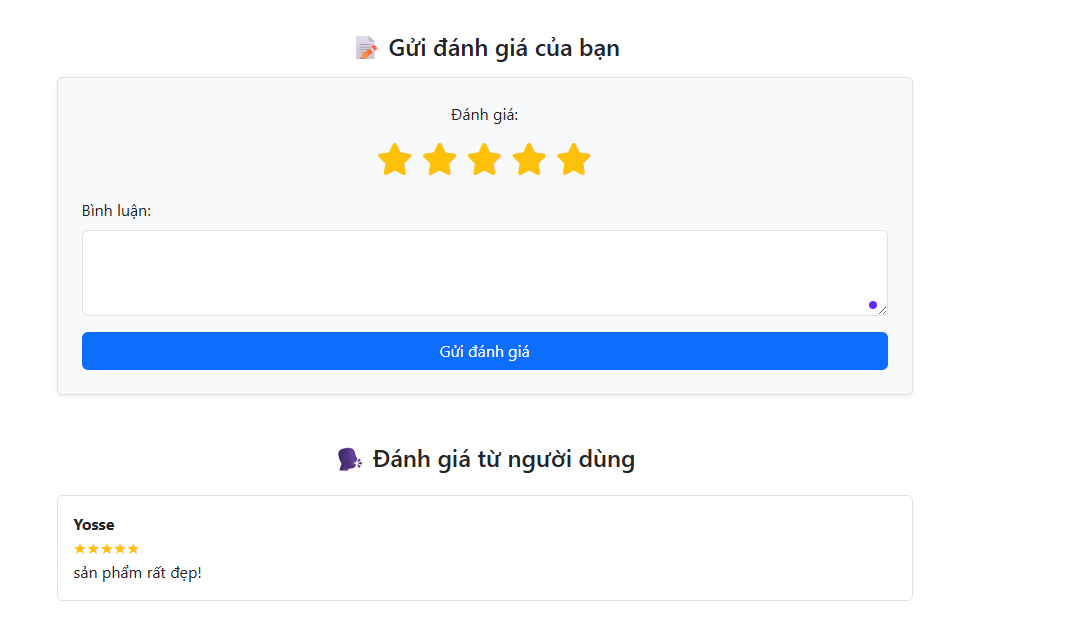 Gửi đánh giá của bạn
Đánh giá:
Bình luận:
Gửi đánh giá
Đánh giá từ người dùng
Yosse
★★★★★
sản phẩm rất đẹp!